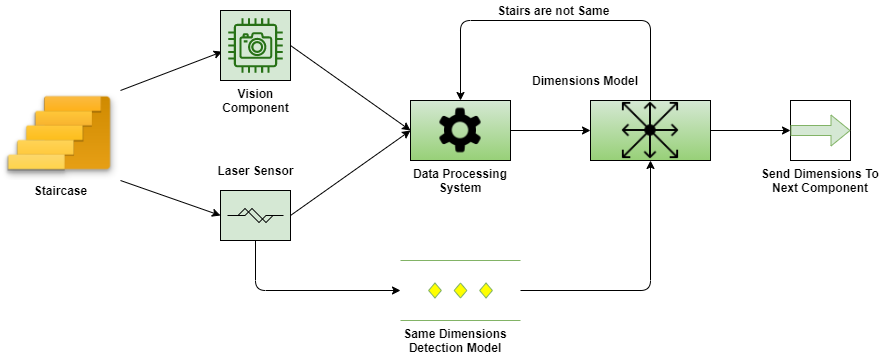 Stairs are not Same
Vision
Component
Dimensions Model
Laser Sensor
Staircase
Data Processing
System
Send Dimensions To
Next Component
Same Dimensions
Detection Model